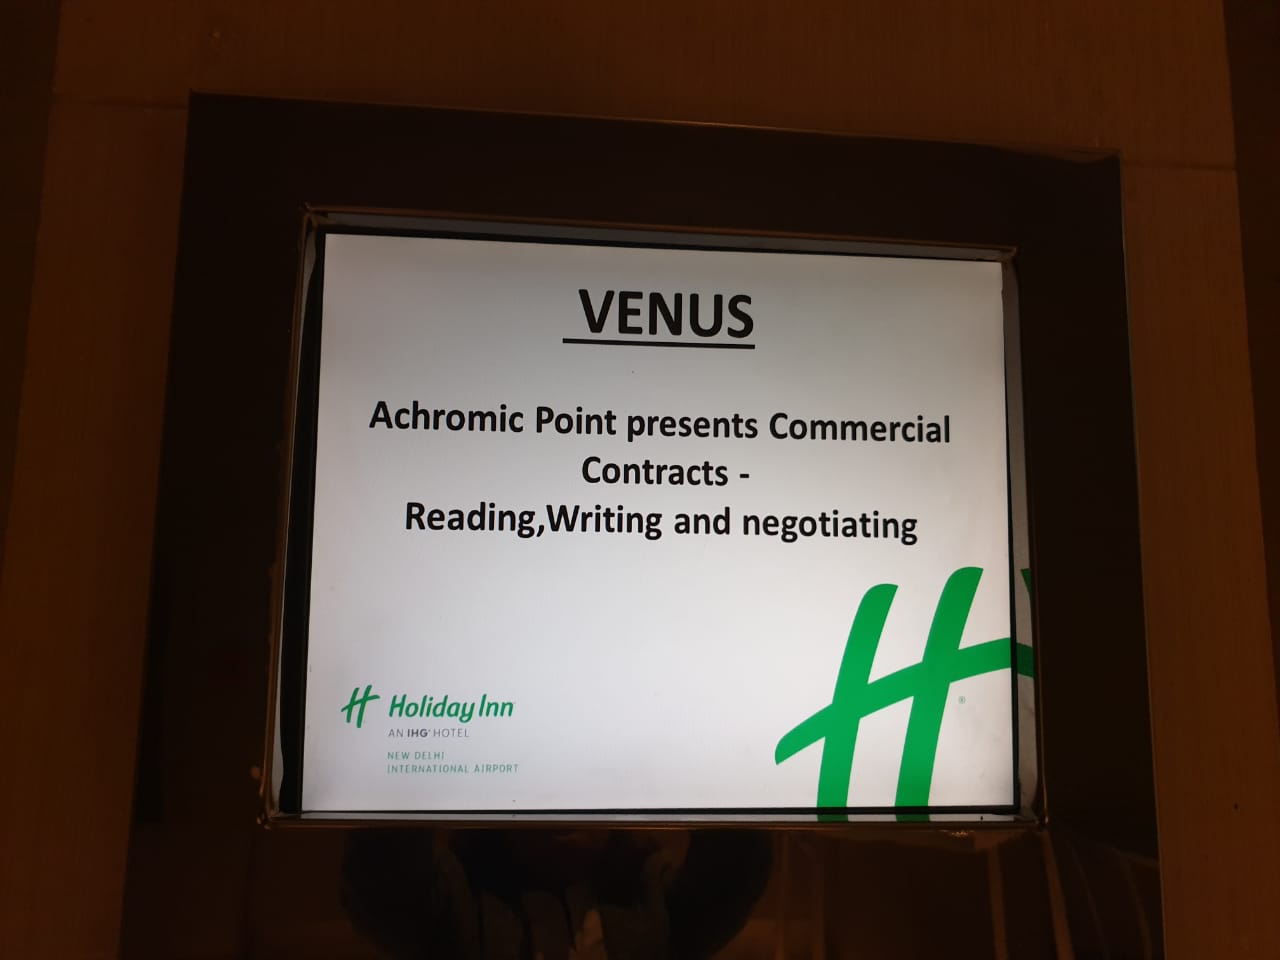 VENUS
Achromic Point presents Commercial
Contracts -
Reading,Writing and negotiating
Holiday Inn
AN IHG® HOTEL
NEW DELHI
INTERNATIONAL AIRPORT
®